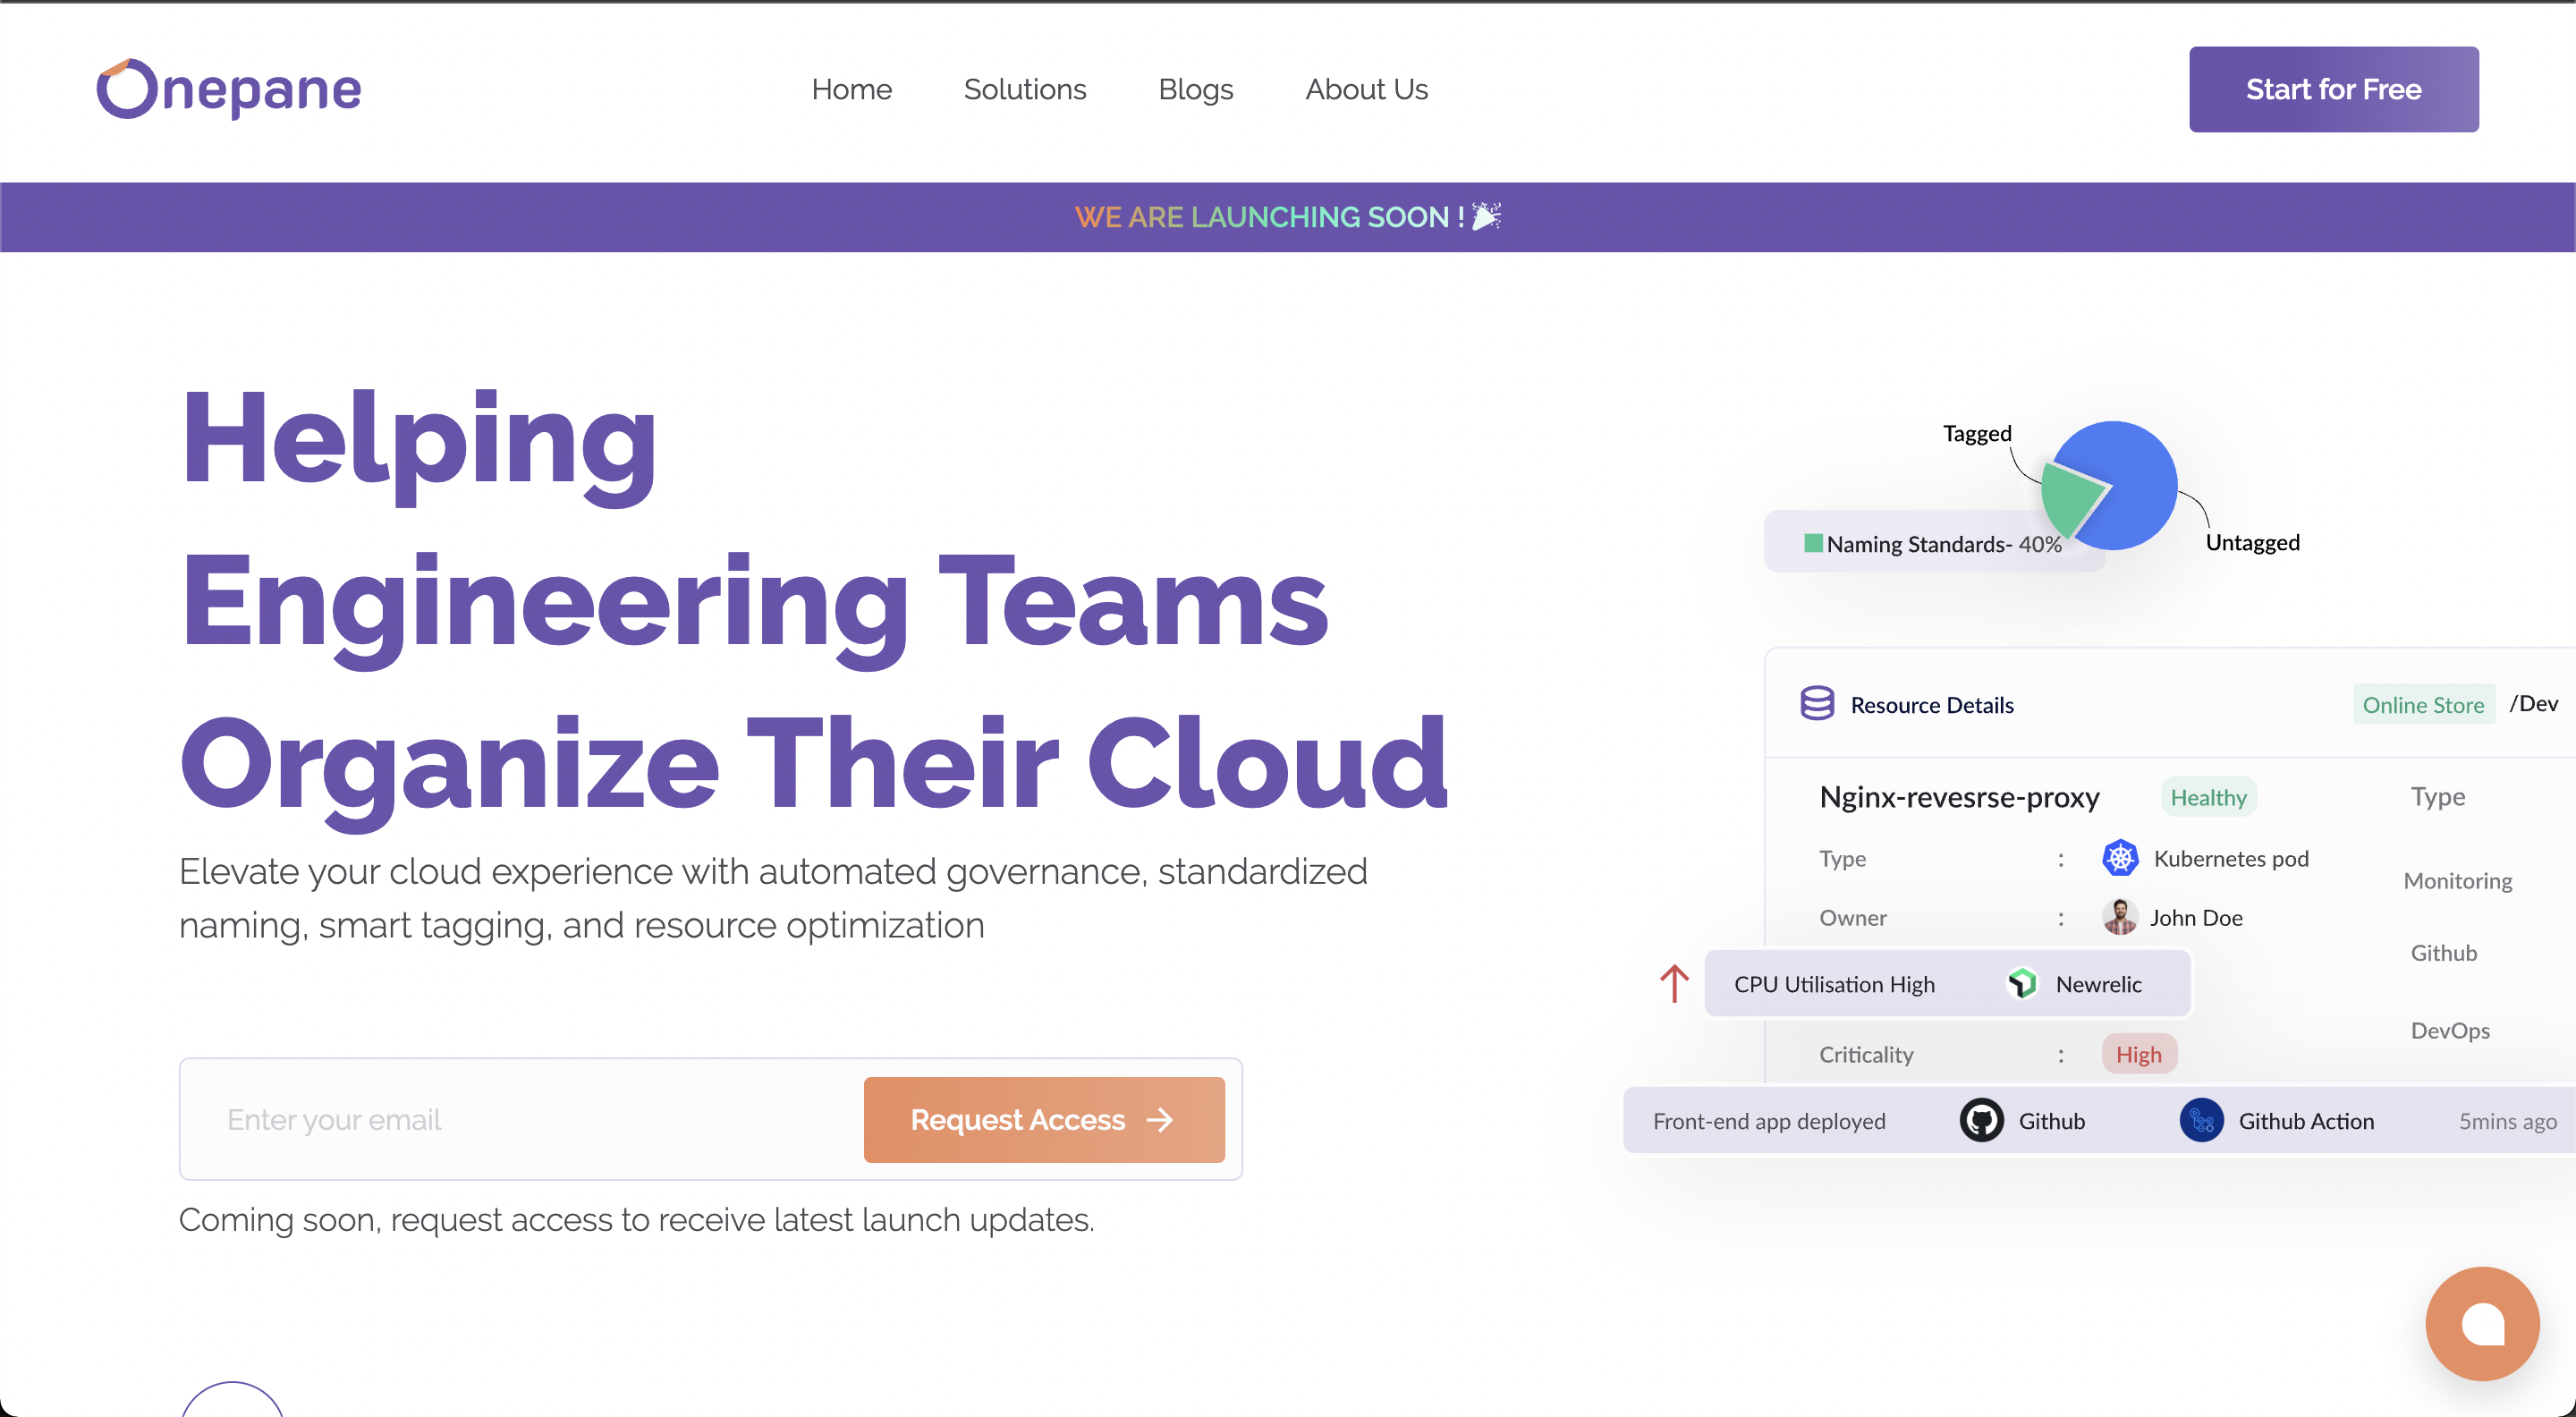 Onepane
Home Solutions Blogs About Us
Start for Free
WE ARE LAUNCHING SOON ! 🎉
Helping
Engineering Teams
Organize Their Cloud
Elevate your cloud experience with automated governance, standardized
naming, smart tagging, and resource optimization
Enter your email
Request Access →
Coming soon, request access to receive latest launch updates.
Tagged
Naming Standards- 40%
Untagged
Resource Details
Online Store /Dev
Nginx-revesrse-proxy Healthy Type
Type : Kubernetes pod
Monitoring
Owner : John Doe
Github
CPU Utilisation High Newrelic
DevOps
Criticality : High
Front-end app deployed Github Github Action 5mins ago